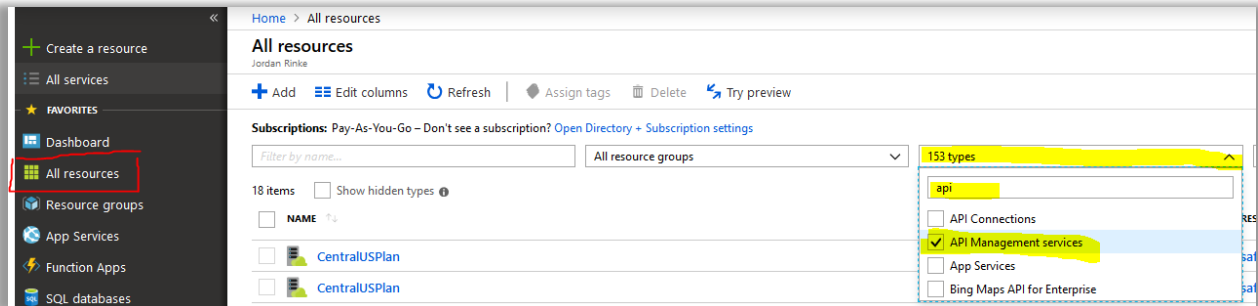 «
Create a resource
All services
FAVORITES
Dashboard
All resources
Resource groups
App Services
Function Apps
SQL databases
Home > All resources
All resources
Jordan Rinke
Add Edit columns Refresh Assign tags Delete Try preview
Subscriptions: Pay-As-You-Go – Don't see a subscription? Open Directory + Subscription settings
Filter by name... All resource groups 153 types
18 items Show hidden types
NAME
CentralUSPlan
CentralUSPlan
api
API Connections
API Management services
App Services
Bing Maps API for Enterprise